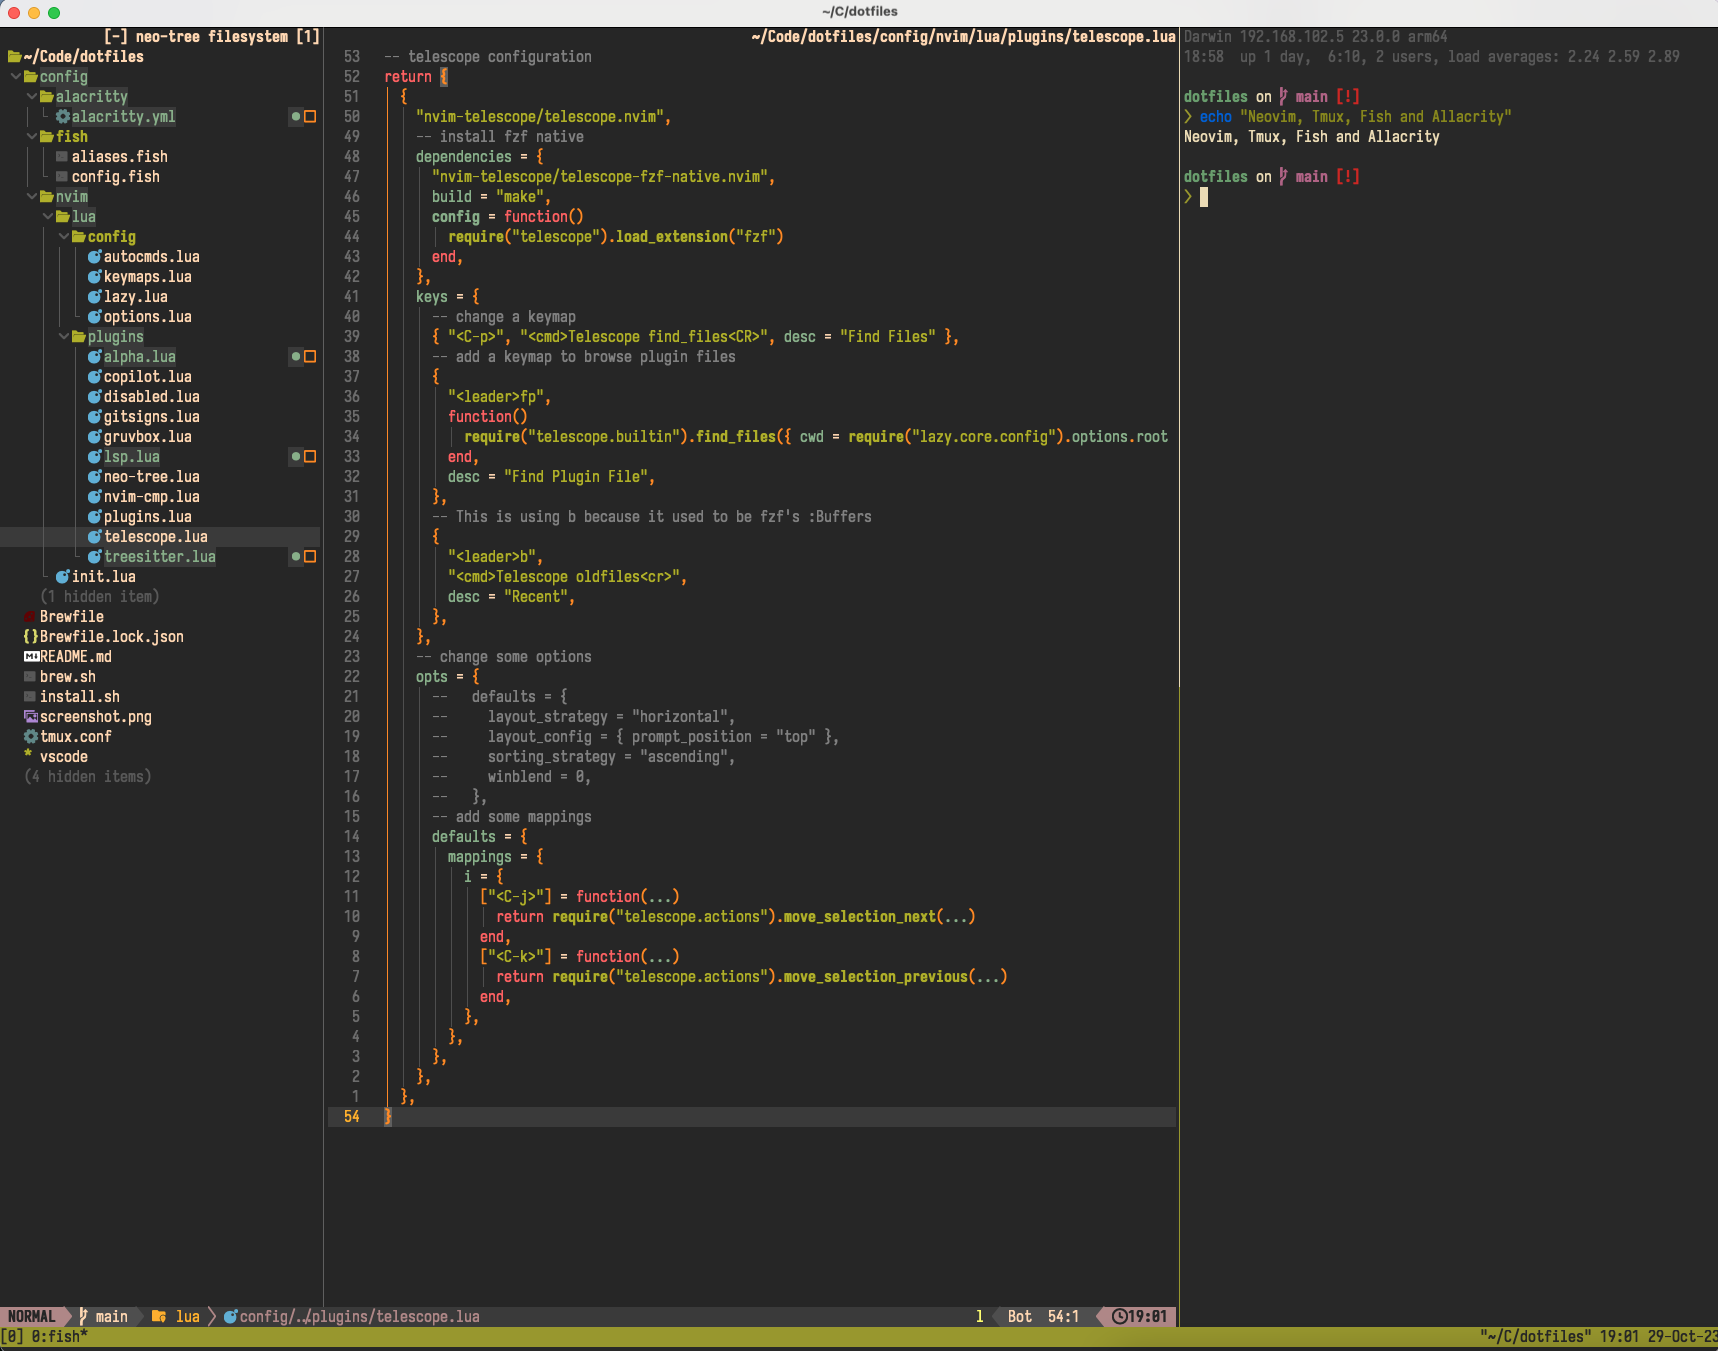 ~/C/dotfiles
[-] neo-tree filesystem [1]
~/Code/dotfiles
config
alacritty
alacritty.yml
fish
aliases.fish
config.fish
nvim
lua
config
autocmds.lua
keymaps.lua
lazy.lua
options.lua
plugins
alpha.lua
copilot.lua
disabled.lua
gitsigns.lua
gruvbox.lua
lsp.lua
neo-tree.lua
nvim-cmp.lua
plugins.lua
telescope.lua
treesitter.lua
init.lua
(1 hidden item)
Brewfile
{}Brewfile.lock.json
README.md
brew.sh
install.sh
screenshot.png
tmux.conf
* vscode
(4 hidden items)
~/Code/dotfiles/config/nvim/lua/plugins/telescope.lua
53 -- telescope configuration
52 return {
51 {
50 "nvim-telescope/telescope.nvim",
49 -- install fzf native
48 dependencies = {
47 "nvim-telescope/telescope-fzf-native.nvim",
46 build = "make",
45 config = function()
44 require("telescope").load_extension("fzf")
43 end,
42 },
41 keys = {
40 -- change a keymap
39 { "<C-p>", "<cmd>Telescope find_files<CR>", desc = "Find Files" },
38 -- add a keymap to browse plugin files
37 {
36 "<leader>fp",
35 function()
34 require("telescope.builtin").find_files({ cwd = require("lazy.core.config").options.root
33 end,
32 desc = "Find Plugin File",
31 },
30 -- This is using b because it used to be fzf's :Buffers
29 {
28 "<leader>b",
27 "<cmd>Telescope oldfiles<cr>",
26 desc = "Recent",
25 },
24 },
23 -- change some options
22 opts = {
21 -- defaults = {
20 -- layout_strategy = "horizontal",
19 -- layout_config = { prompt_position = "top" },
18 -- sorting_strategy = "ascending",
17 -- winblend = 0,
16 -- },
15 -- add some mappings
14 defaults = {
13 mappings = {
12 i = {
11 ["<C-j>"] = function(...)
10 return require("telescope.actions").move_selection_next(...)
9 end,
8 ["<C-k>"] = function(...)
7 return require("telescope.actions").move_selection_previous(...)
6 end,
5 },
4 },
3 },
2 },
1 },
54 }
Darwin 192.168.102.5 23.0.0 arm64
18:58 up 1 day, 6:10, 2 users, load averages: 2.24 2.59 2.89
dotfiles on main [!]
❯ echo "Neovim, Tmux, Fish and Allacrity"
Neovim, Tmux, Fish and Allacrity
dotfiles on main [!]
❯
NORMAL main lua config/../plugins/telescope.lua 1 Bot 54:1 19:01
[0] 0:fish* "~/C/dotfiles" 19:01 29-Oct-23